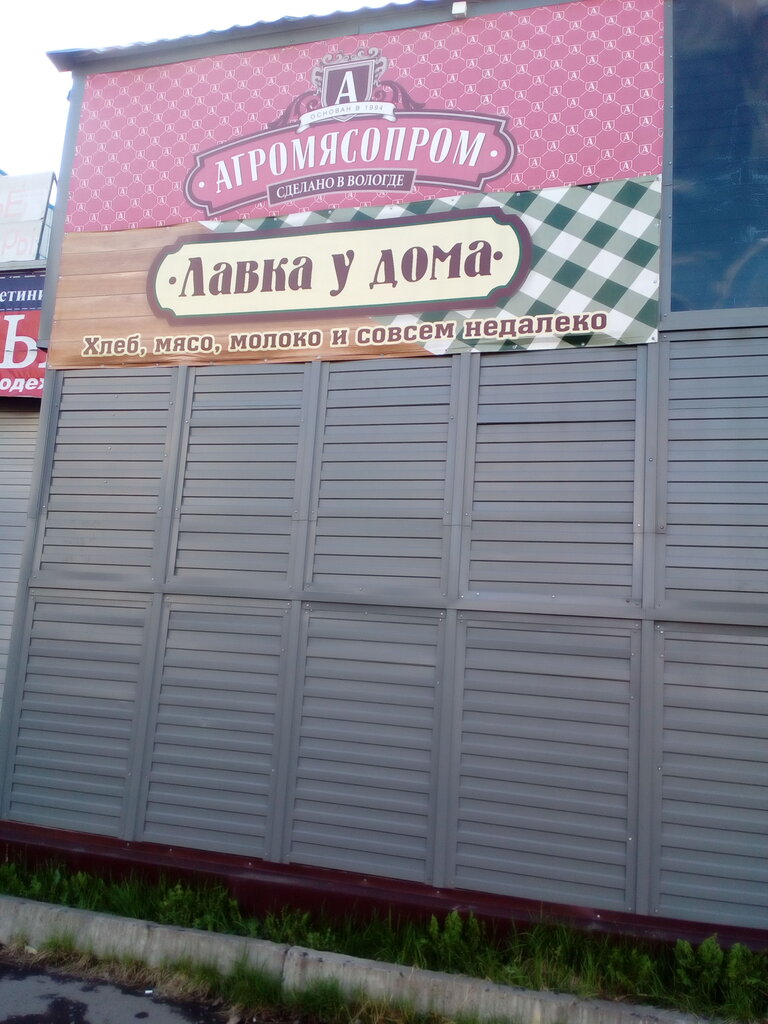 А
ОСНОВАН В 1994
АГРОМЯСОПРОМ
СДЕЛАНО В ВОЛОГДЕ
Лавка у дома
Хлеб, мясо, молоко и совсем недалеко